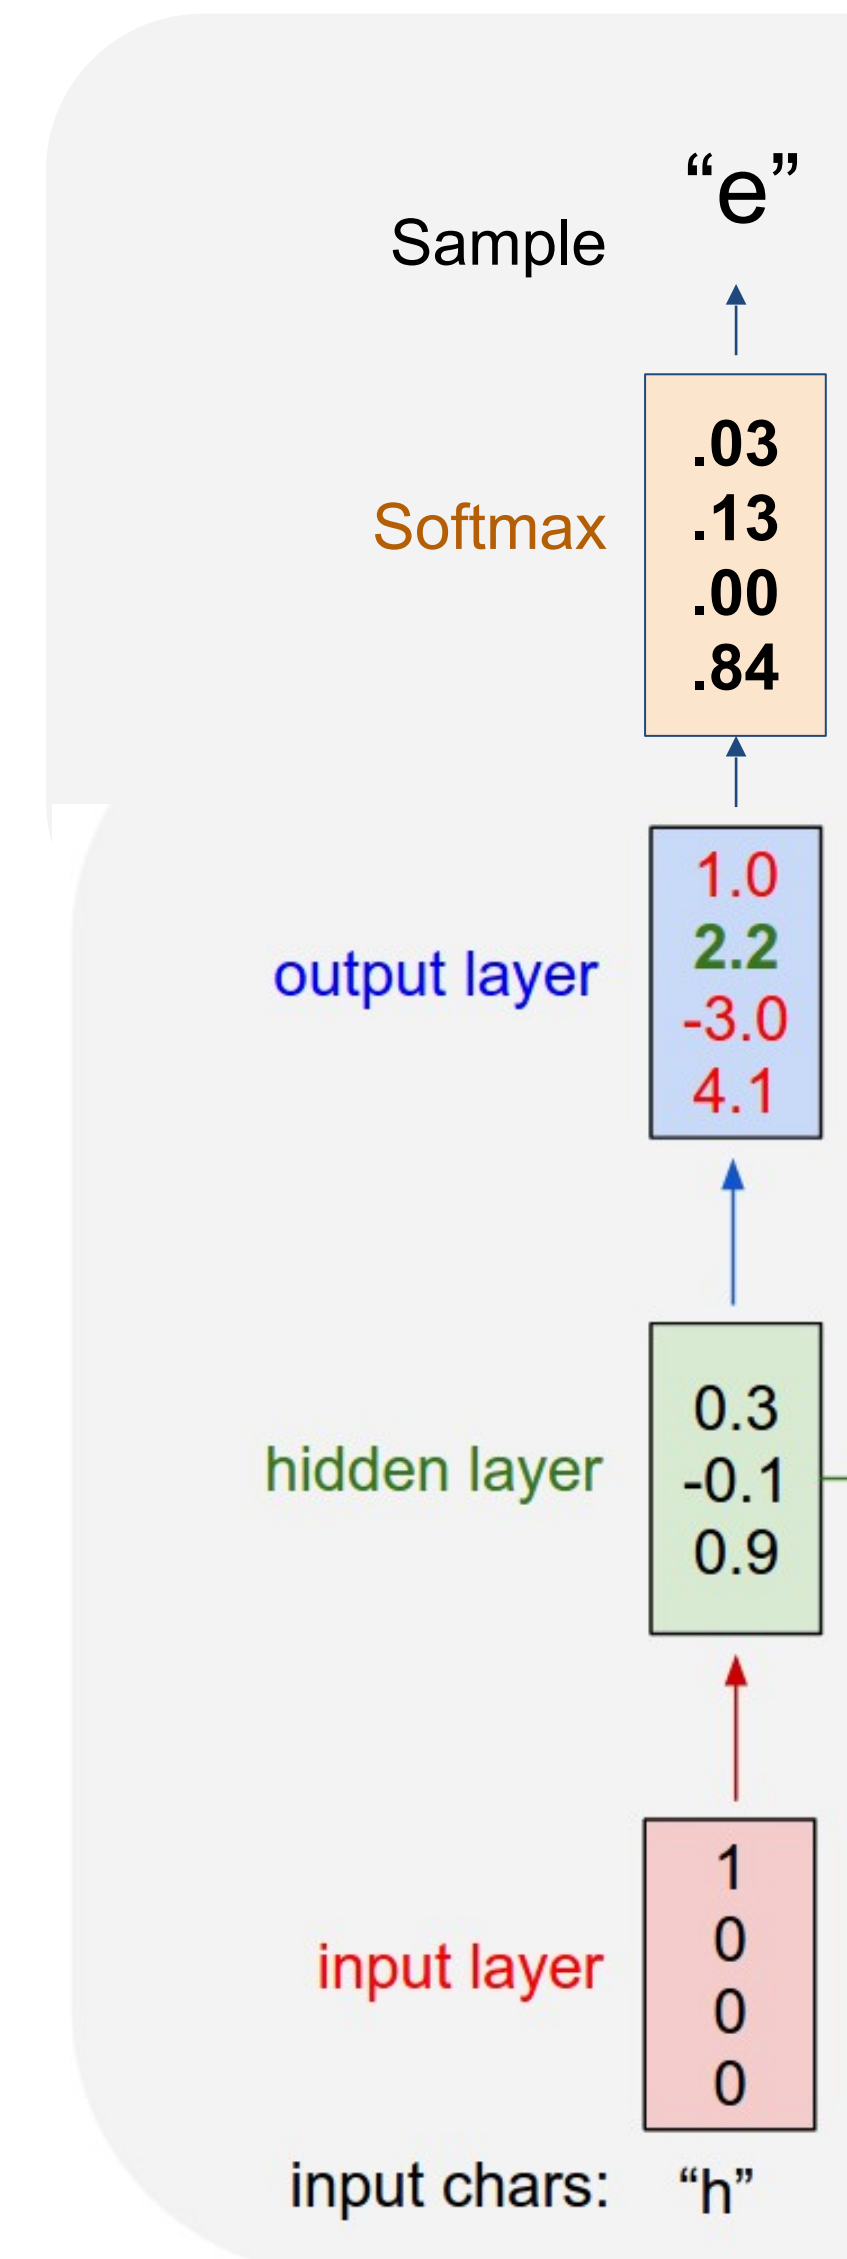 “e”
Sample
.03
.13
Softmax
.00
.84
1.0
2.2
output layer
-3.0
4.1
0.3
hidden layer
-0.1
0.9
1
0
input layer
0
0
input chars: “h”